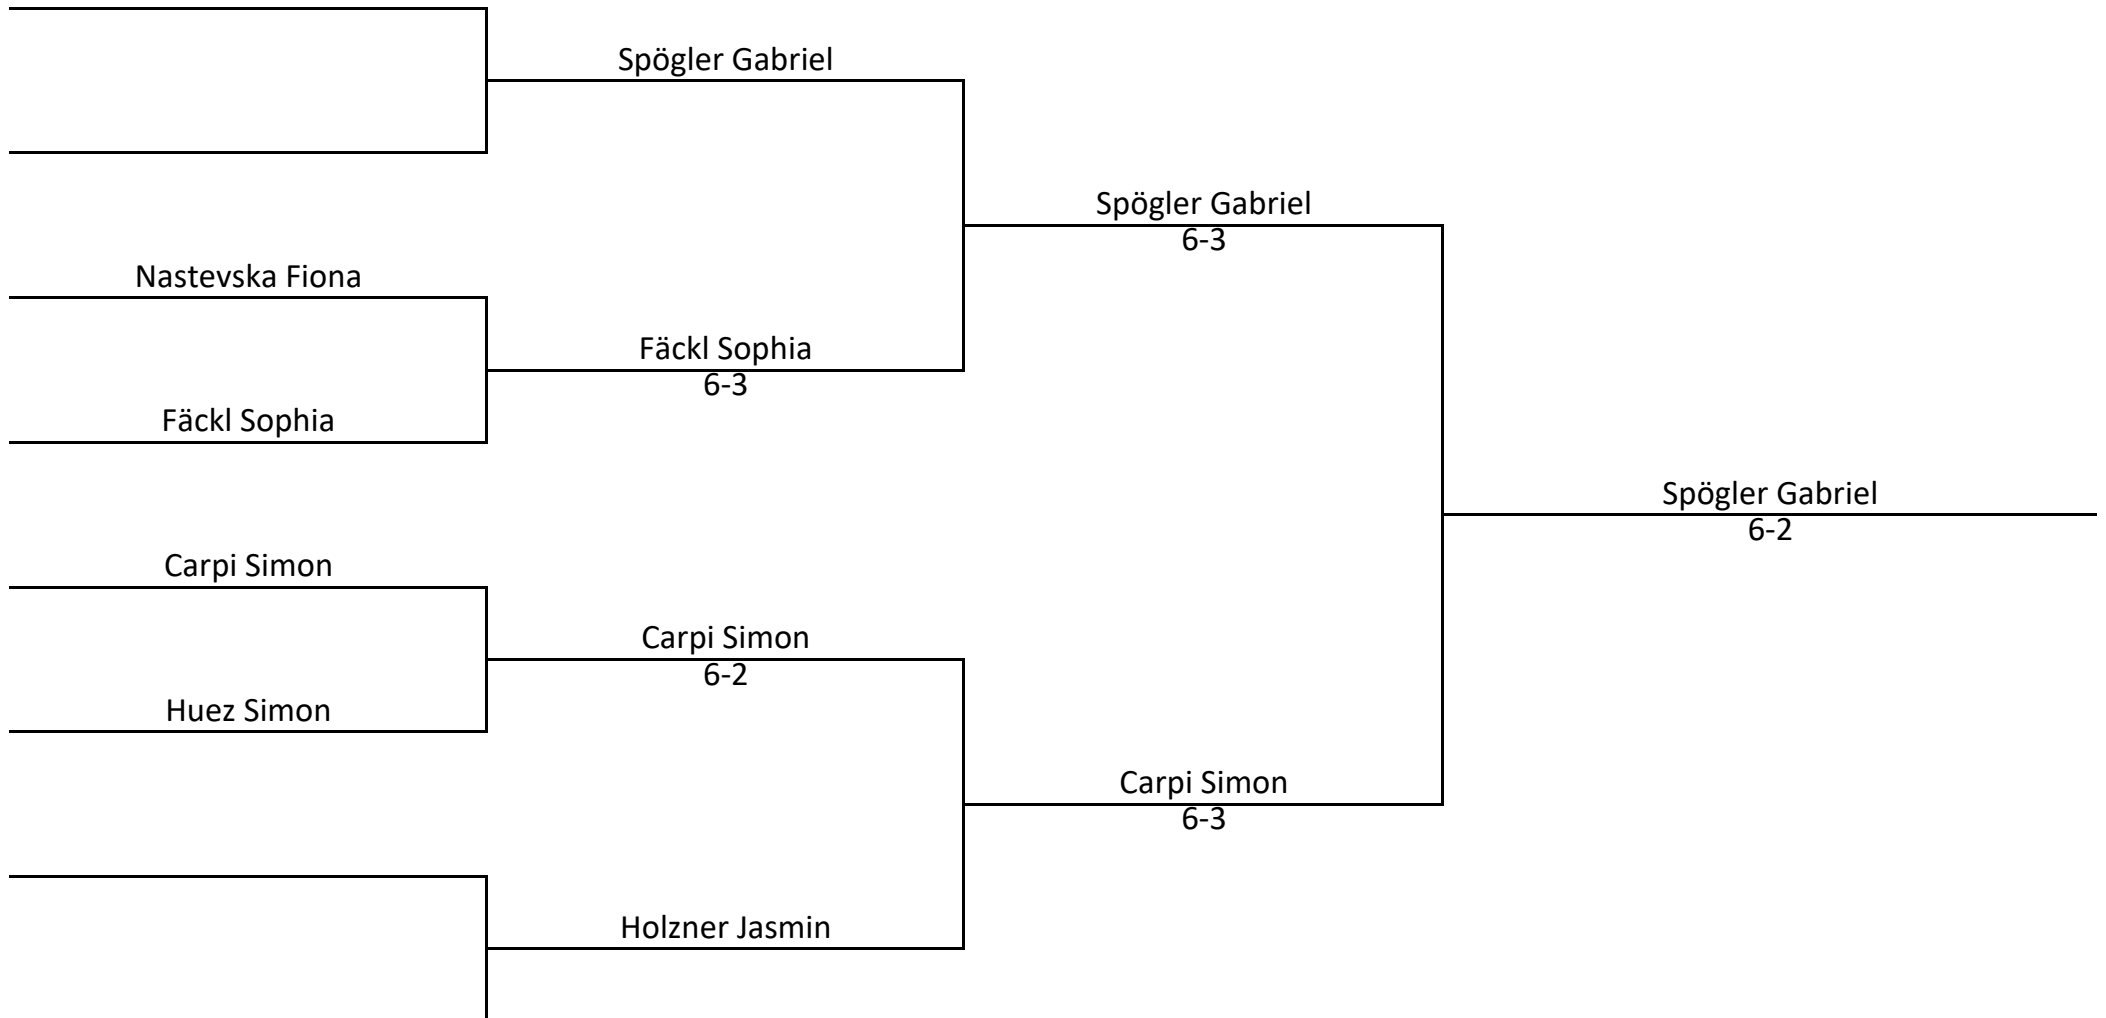 Spögler Gabriel
Spögler Gabriel
6-3
Nastevska Fiona
Fäckl Sophia
6-3
Fäckl Sophia
Spögler Gabriel
6-2
Carpi Simon
Carpi Simon
6-2
Huez Simon
Carpi Simon
6-3
Holzner Jasmin